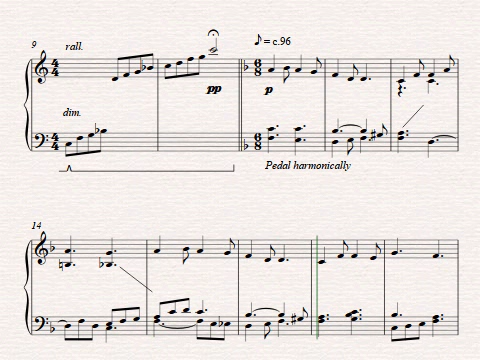 9
rall.
♪ = c.96
pp
p
dim.
Pedal harmonically
14